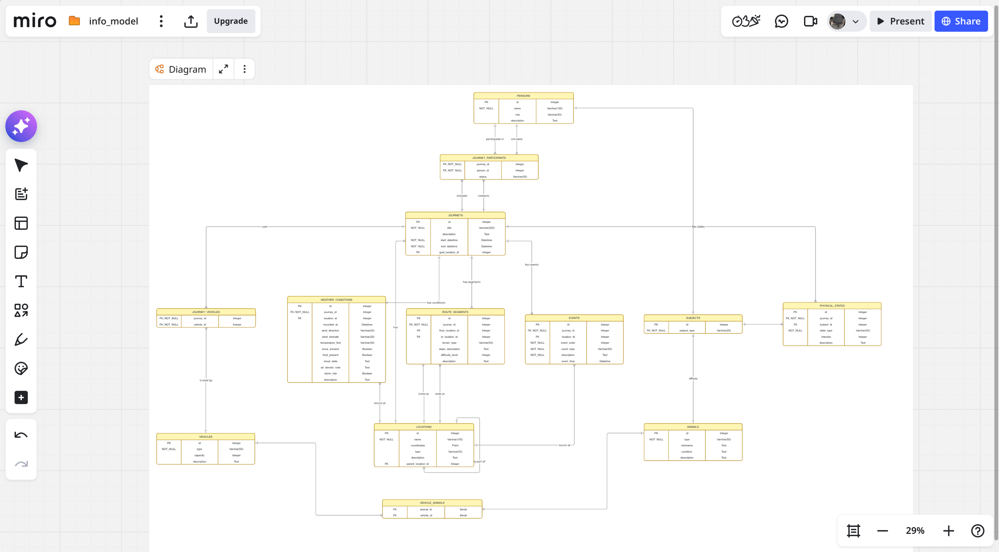 miro info_model Upgrade Present Share
Diagram
PERSONS
PK id Integer
NOT_NULL name Varchar(100)
role Varchar(50)
description Text
participates in connects
JOURNEY_PARTICIPANTS
FK, NOT_NULL journey_id Integer
FK, NOT_NULL person_id Integer
status Varchar(50)
includes connects
JOURNEYS
PK id Integer
NOT_NULL title Varchar(200)
description Text
NOT_NULL start_datetime Datetime
NOT_NULL end_datetime Datetime
FK goal_location_id Integer
uses
has states
has events
has segments
has conditions
has
JOURNEY_VEHICLES
FK, NOT_NULL journey_id Integer
FK, NOT_NULL vehicle_id Integer
WEATHER_CONDITIONS
PK id Integer
FK, NOT_NULL journey_id Integer
FK location_id Integer
recorded_at Datetime
wind_direction Varchar(20)
wind_strength Varchar(20)
temperature_feel Varchar(50)
snow_present Boolean
frost_present Boolean
cloud_state Text
air_density_note Text
storm_risk Boolean
description Text
ROUTE_SEGMENTS
PK id Integer
FK, NOT_NULL journey_id Integer
FK from_location_id Integer
FK to_location_id Integer
terrain_type Varchar(50)
slope_description Text
difficulty_level Integer
description Text
EVENTS
PK id Integer
FK, NOT_NULL journey_id Integer
FK location_id Integer
NOT_NULL event_order Integer
NOT_NULL event_type Varchar(50)
NOT_NULL description Text
event_time Datetime
SUBJECTS
PK id Integer
FK, NOT_NULL subject_type Varchar(20)
PHYSICAL_STATES
PK id Integer
FK, NOT_NULL journey_id Integer
FK subject_id Integer
NOT_NULL state_type Varchar(50)
intensity Integer
description Text
is used by
occurs at
starts at ends at
affects
VEHICLES
PK id Integer
NOT_NULL type Varchar(50)
capacity Integer
description Text
LOCATIONS
PK id Integer
NOT_NULL name Varchar(100)
coordinates Point
type Varchar(50)
description Text
FK parent_location_id Integer
occurs at
is part of
ANIMALS
PK id Integer
NOT_NULL type Varchar(50)
nickname Text
condition Text
description Text
VEHICLE_ANIMALS
FK animal_id Serial
FK vehicle_id Serial
29%